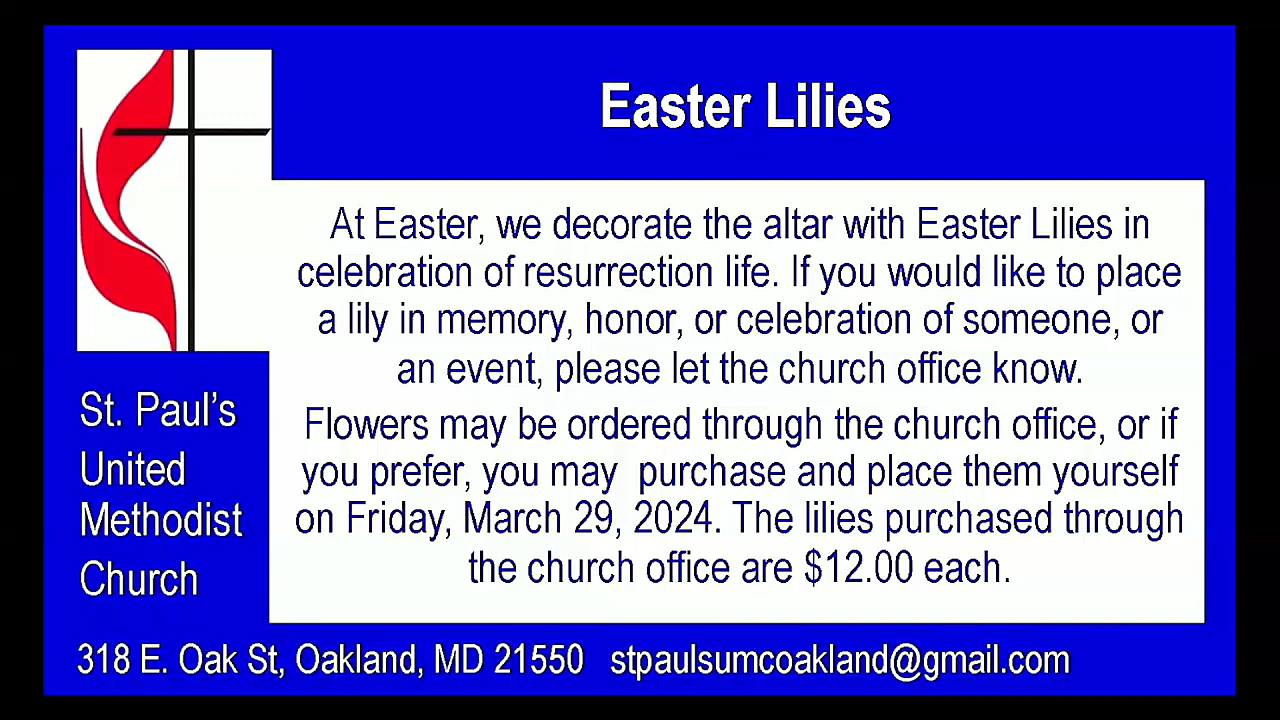 Easter Lilies
At Easter, we decorate the altar with Easter Lilies in
celebration of resurrection life. If you would like to place
a lily in memory, honor, or celebration of someone, or
an event, please let the church office know.
Flowers may be ordered through the church office, or if
you prefer, you may  purchase and place them yourself
on Friday, March 29, 2024. The lilies purchased through
the church office are $12.00 each.
St. Paul’s
United
Methodist
Church
318 E. Oak St, Oakland, MD 21550   stpaulsumcoakland@gmail.com